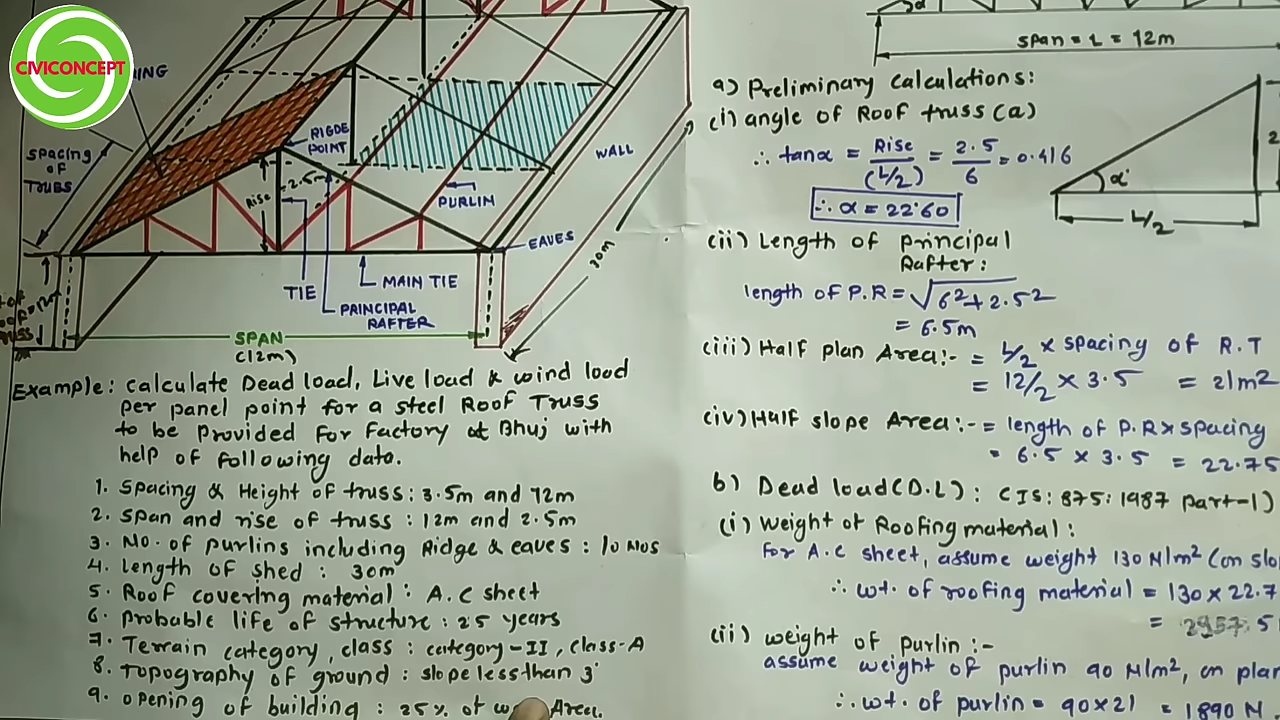 CIVICONCEPT
ING
spacing
of
TRUSS
Rise
2.5m
RIGDE
POINT
PURLIN
WALL
EAVES
30m
MAIN TIE
TIE
PRINCIPAL
RAFTER
SPAN
(12m)
Example: calculate Dead load, Live load & wind load
per panel point for a steel Roof Truss
to be provided for factory at Bhuj with
help of following data.
1. Spacing & Height of truss: 3.5m and 12m
2. span and rise of truss : 12m and 2.5m
3. No. of purlins including Ridge & eaves : 10 Nos
4. length of shed : 30m
5. Roof covering material : A.C sheet
6. probable life of structure : 25 years
7. Terrain category, class : category-II, class-A
8. Topography of ground : slope less than 3°
9. opening of building : 25% of Area.
α
span = L = 12m
a) Preliminary calculations:
(i) angle of Roof truss (α)
∴ tanα = Rise/(L/2) = 2.5/6 = 0.416
∴ α = 22.60
α
L/2
2
(ii) Length of principal
Rafter:
length of P.R = √6²+2.5²
= 6.5m
(iii) Half plan Area:- = L/2 × spacing of R.T
= 12/2 × 3.5 = 21m²
(iv) Half slope Area:- = length of P.R × spacing
= 6.5 × 3.5 = 22.75
b) Dead load (D.L) : (IS: 875: 1987 part-1)
(i) weight of Roofing material:
for A.C sheet, assume weight 130 N/m² (on slo
∴ wt. of roofing material = 130 × 22.7
= 2957.5
(ii) weight of purlin :-
assume weight of purlin 90 N/m², on plan
∴ wt. of purlin = 90×21 = 1890 N